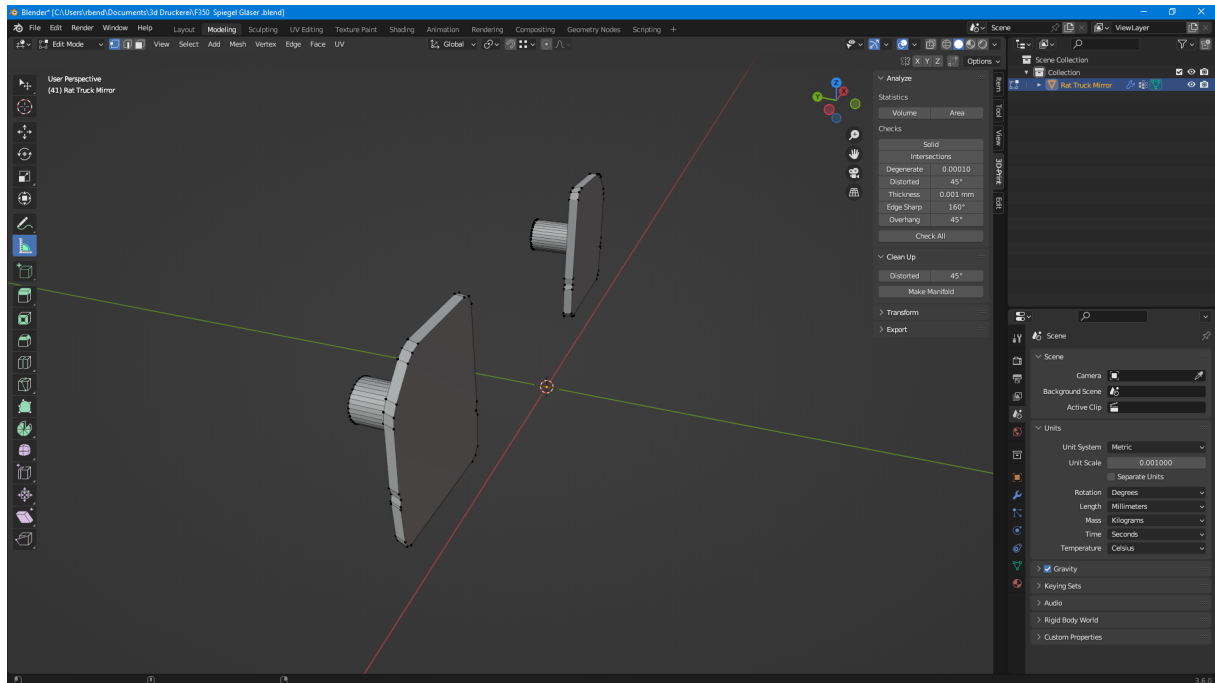 Blender* [C:\Users\rbend\Documents\3d Druckerei\F350 Spiegel Gläser .blend]
File Edit Render Window Help Layout Modeling Sculpting UV Editing Texture Paint Shading Animation Rendering Compositing Geometry Nodes Scripting + Scene ViewLayer
Edit Mode View Select Add Mesh Vertex Edge Face UV Global
X Y Z Options
User Perspective
(41) Rat Truck Mirror
Z
Y
X
Analyze
Statistics
Volume Area
Checks
Solid
Intersections
Degenerate 0.00010
Distorted 45°
Thickness 0.001 mm
Edge Sharp 160°
Overhang 45°
Check All
Clean Up
Distorted 45°
Make Manifold
Transform
Export
Item
Tool
View
3D-Print
Edit
Scene Collection
Collection
Rat Truck Mirror
Scene
Scene
Camera
Background Scene
Active Clip
Units
Unit System Metric
Unit Scale 0.001000
Separate Units
Rotation Degrees
Length Millimeters
Mass Kilograms
Time Seconds
Temperature Celsius
Gravity
Keying Sets
Audio
Rigid Body World
Custom Properties
3.6.0